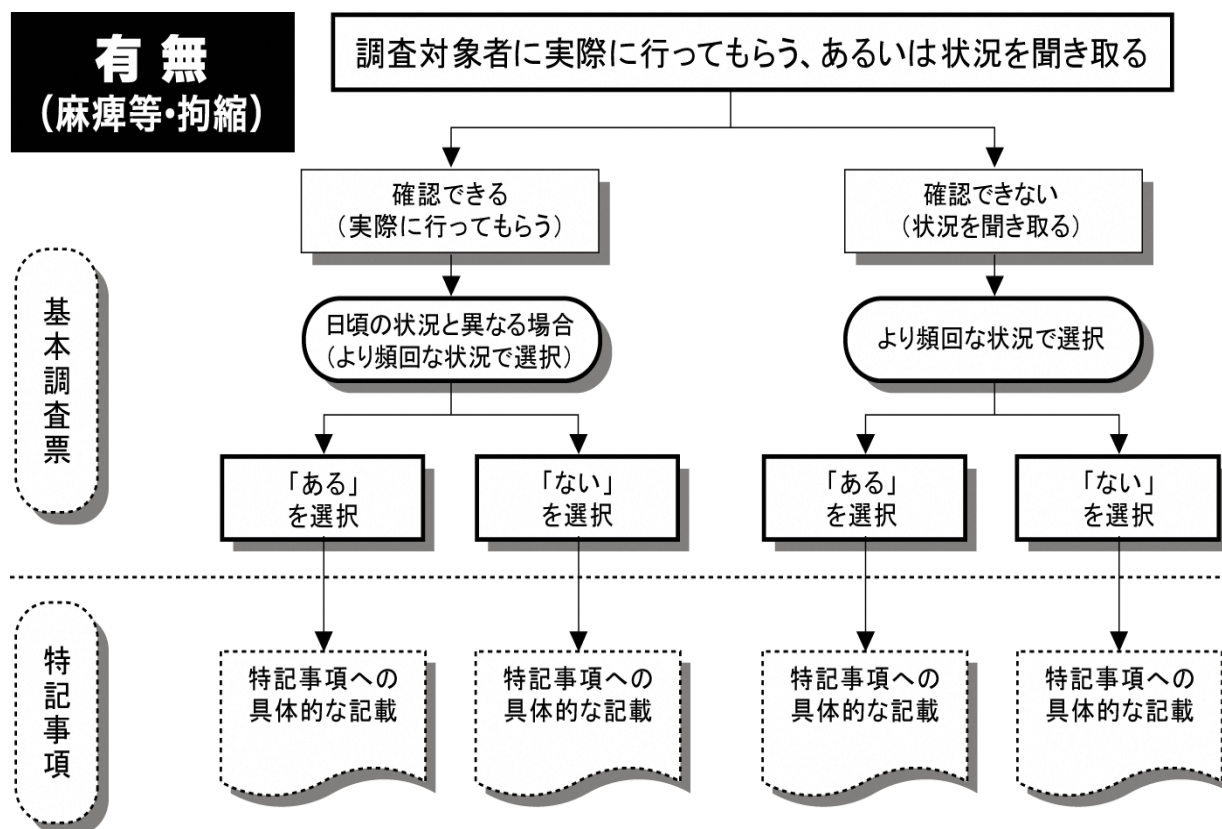 有無
（麻痺等・拘縮）
調査対象者に実際に行ってもらう、あるいは状況を聞き取る
確認できる
（実際に行ってもらう）
確認できない
（状況を聞き取る）
基本調査票
日頃の状況と異なる場合
（より頻回な状況で選択）
より頻回な状況で選択
「ある」
を選択
「ない」
を選択
「ある」
を選択
「ない」
を選択
特記事項
特記事項への
具体的な記載
特記事項への
具体的な記載
特記事項への
具体的な記載
特記事項への
具体的な記載